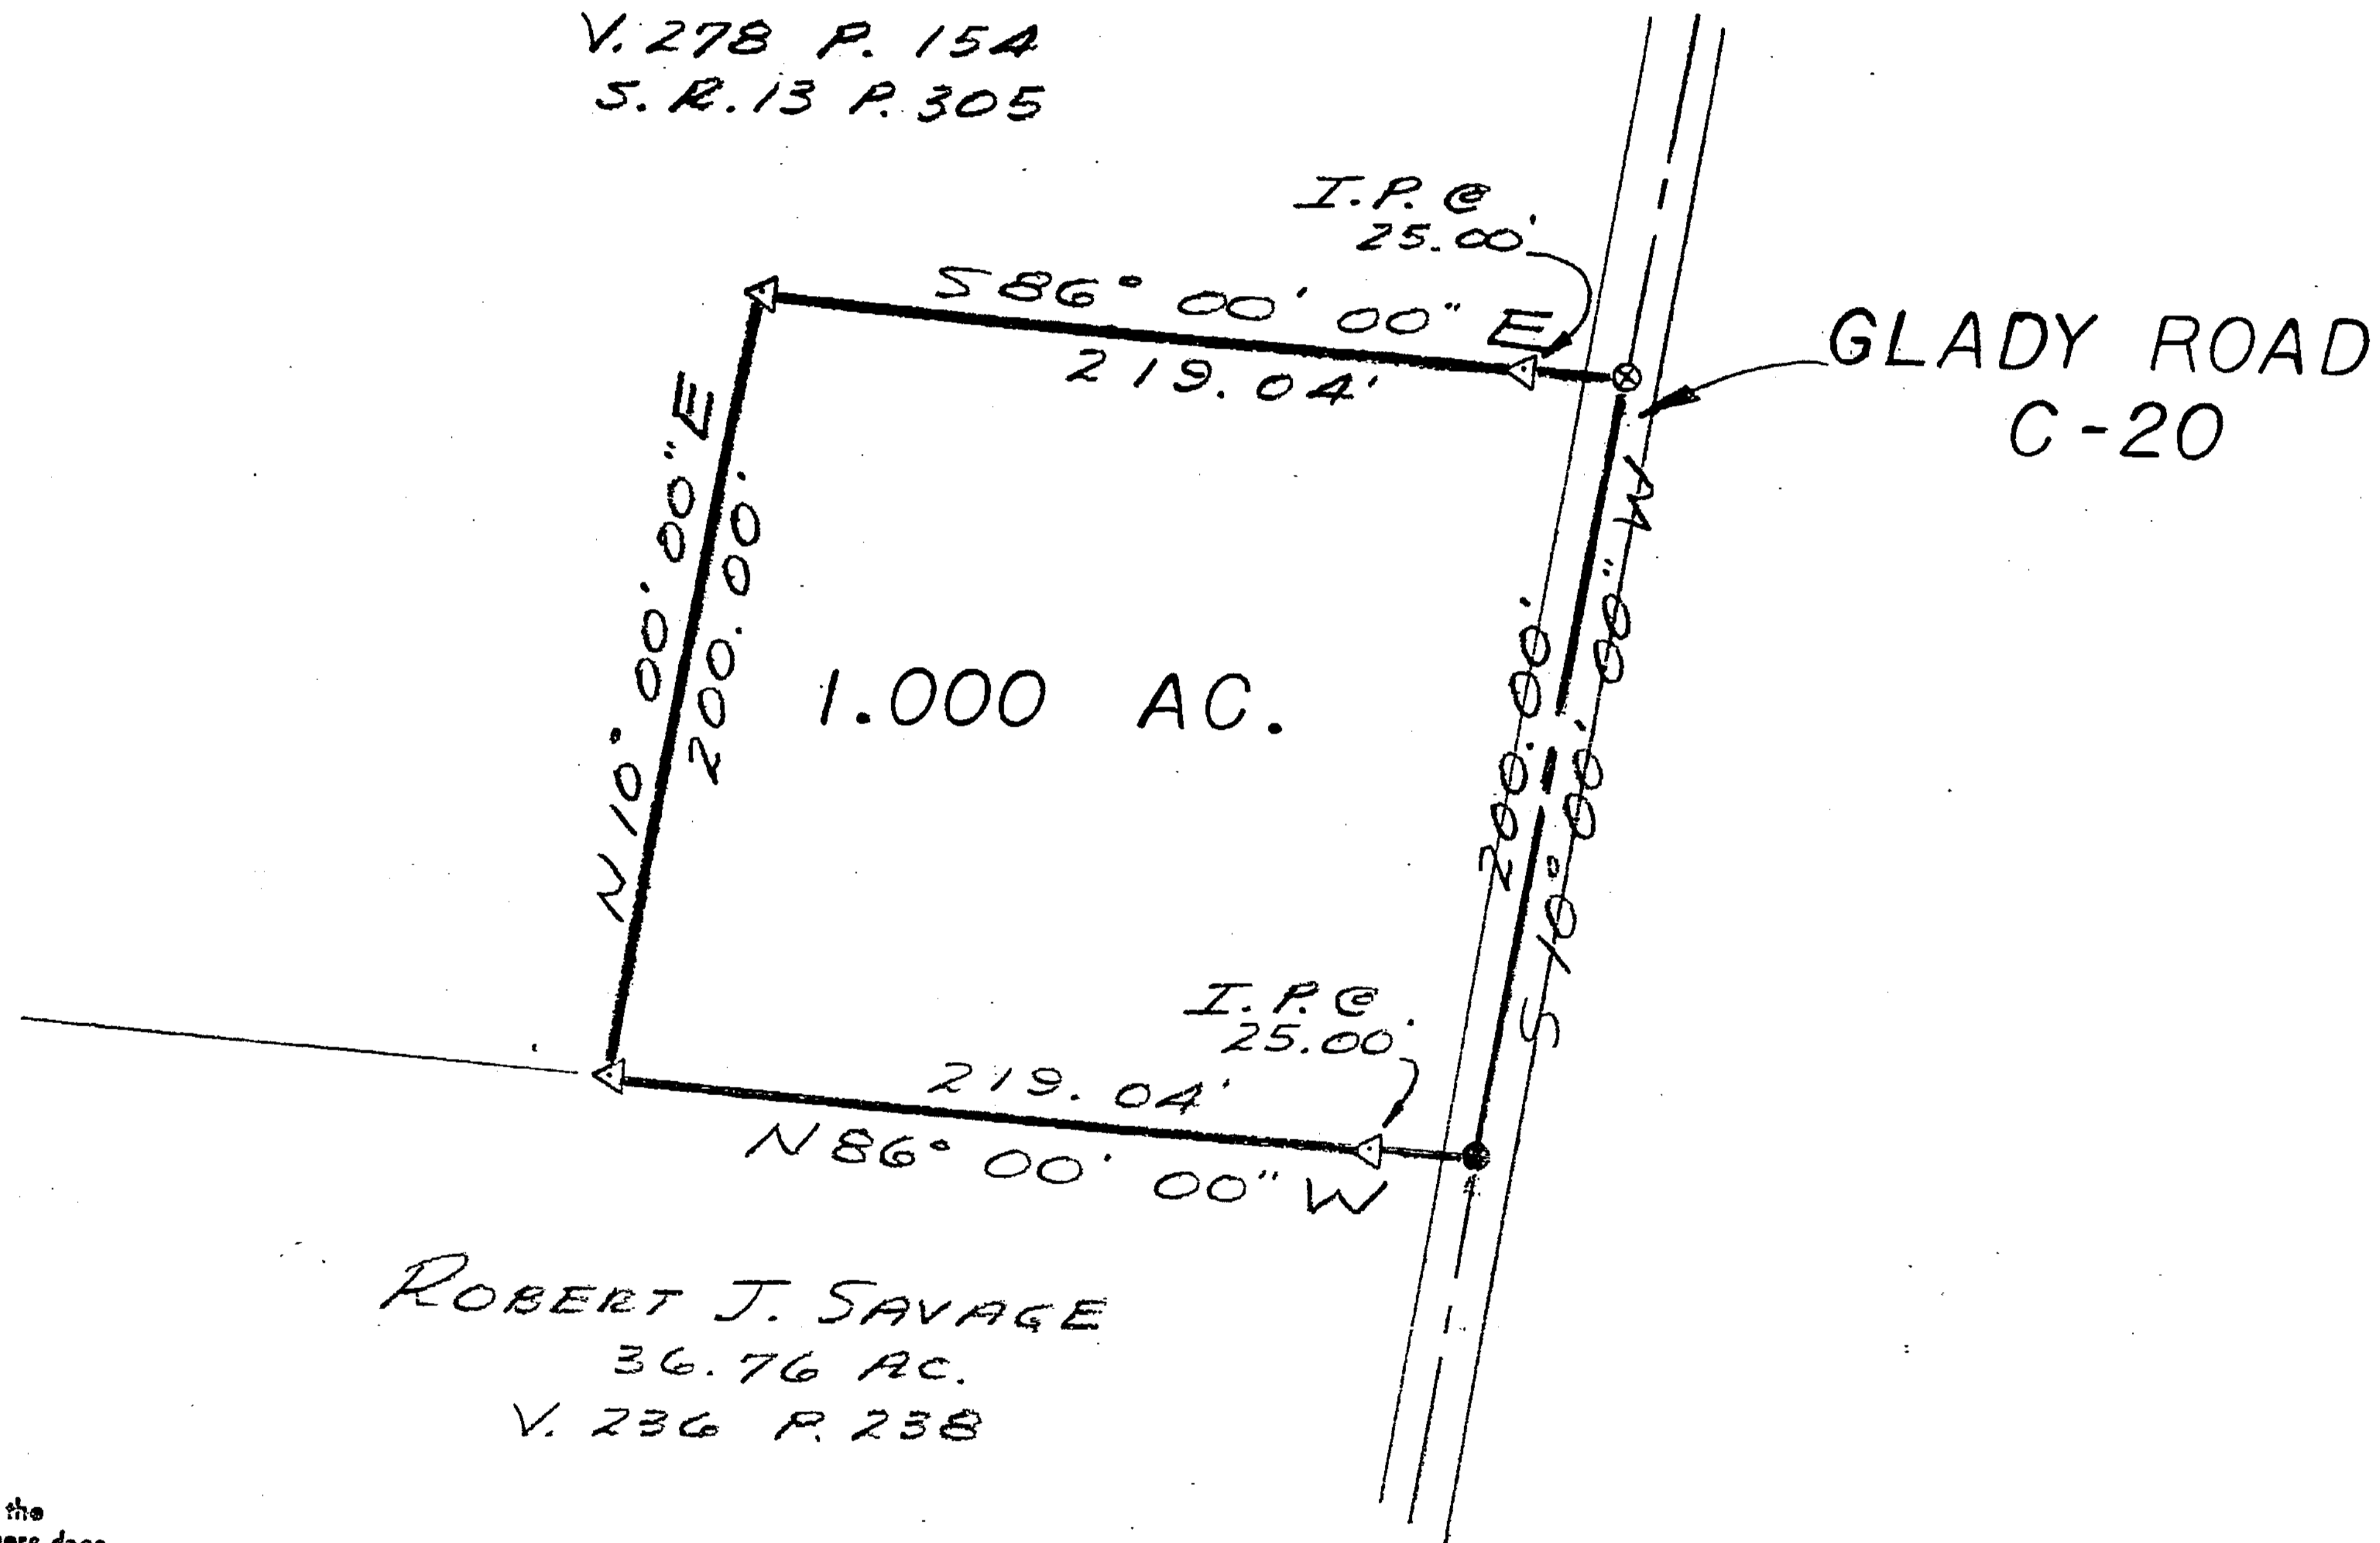 V. 278 P. 154
S. R. 13 P. 305
I.P. @
25.00'
S 86° 00' 00" E
219.04'
GLADY ROAD
C-20
N 10° 00' 00" E
200.00'
1.000 AC.
200.00'
S 10° 00' 00" W
I.P. @
25.00'
219.04'
N 86° 00' 00" W
ROBERT J. SAVAGE
36.76 AC.
V. 236 P. 238
the